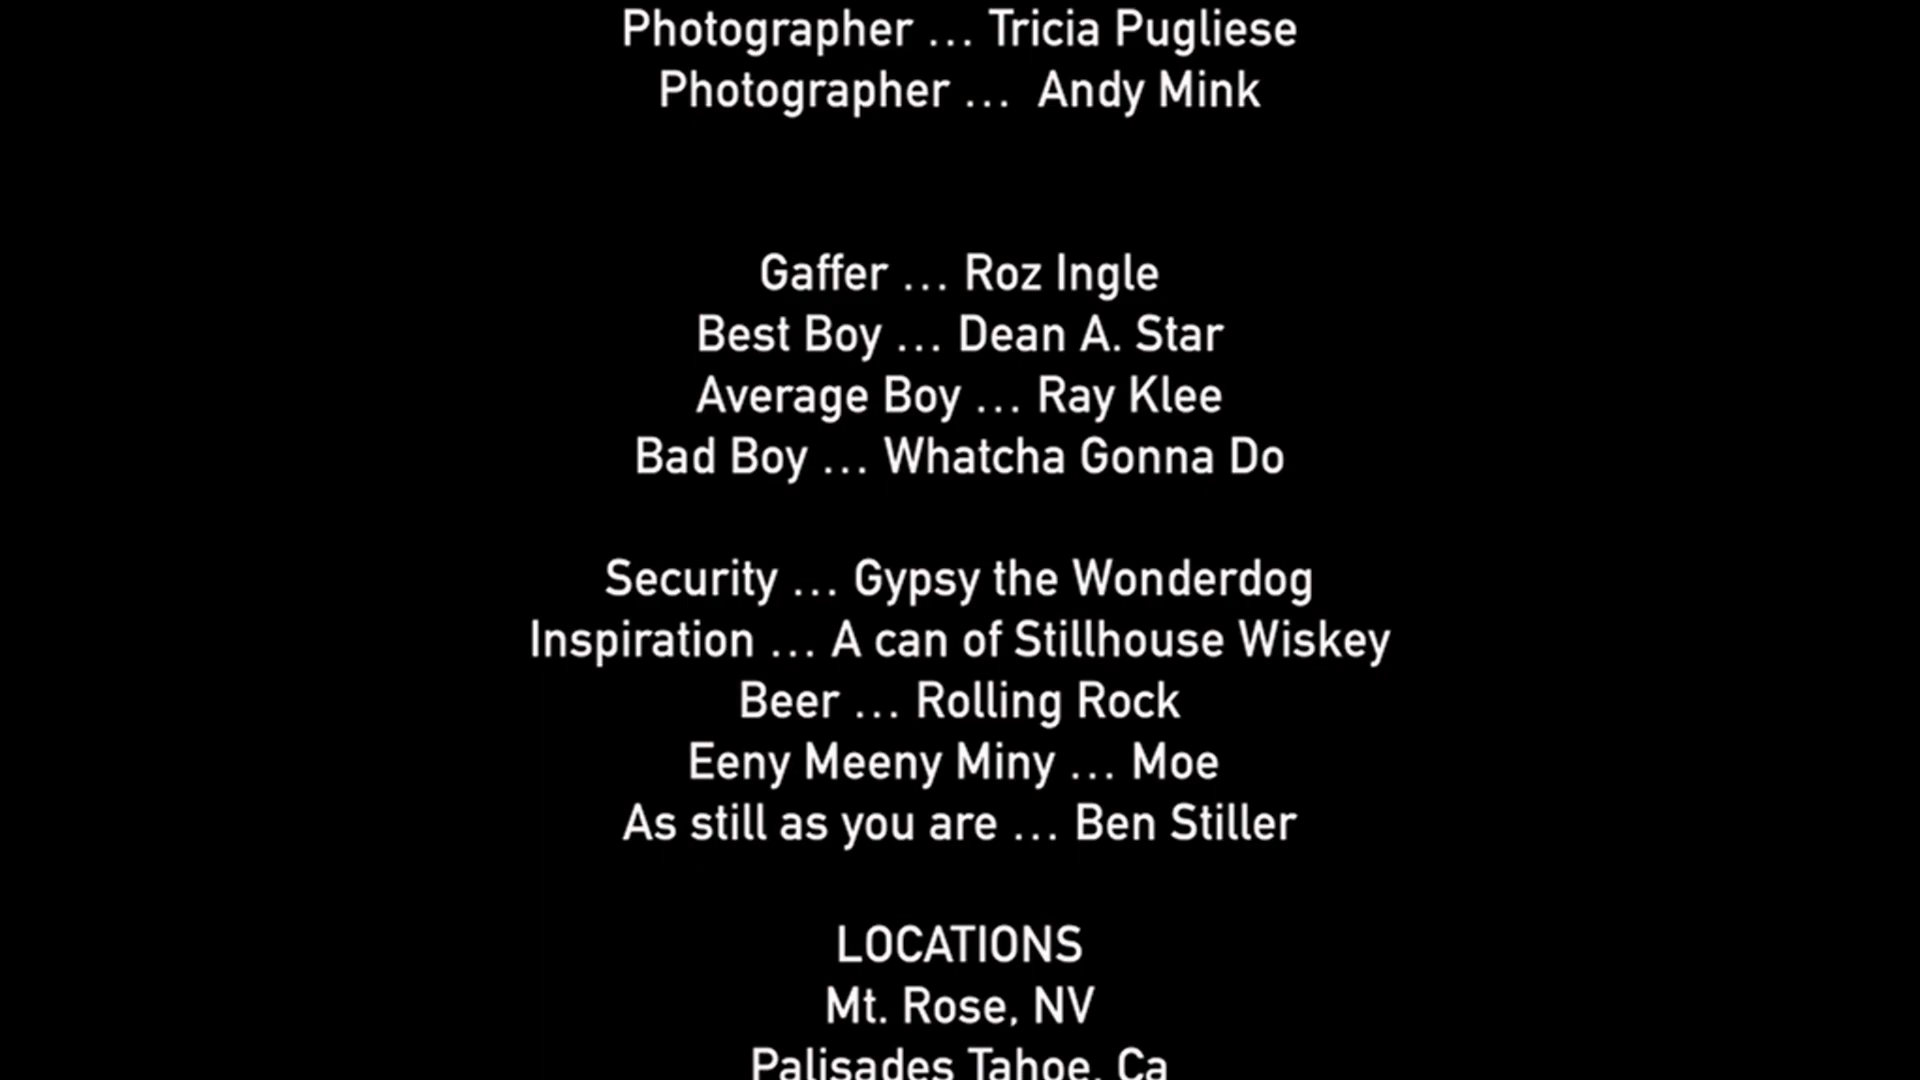 Photographer ... Tricia Pugliese
Photographer ... Andy Mink
Gaffer ... Roz Ingle
Best Boy ... Dean A. Star
Average Boy ... Ray Klee
Bad Boy ... Whatcha Gonna Do
Security ... Gypsy the Wonderdog
Inspiration ... A can of Stillhouse Wiskey
Beer ... Rolling Rock
Eeny Meeny Miny ... Moe
As still as you are ... Ben Stiller
LOCATIONS
Mt. Rose, NV
Palisades Tahoe, Ca